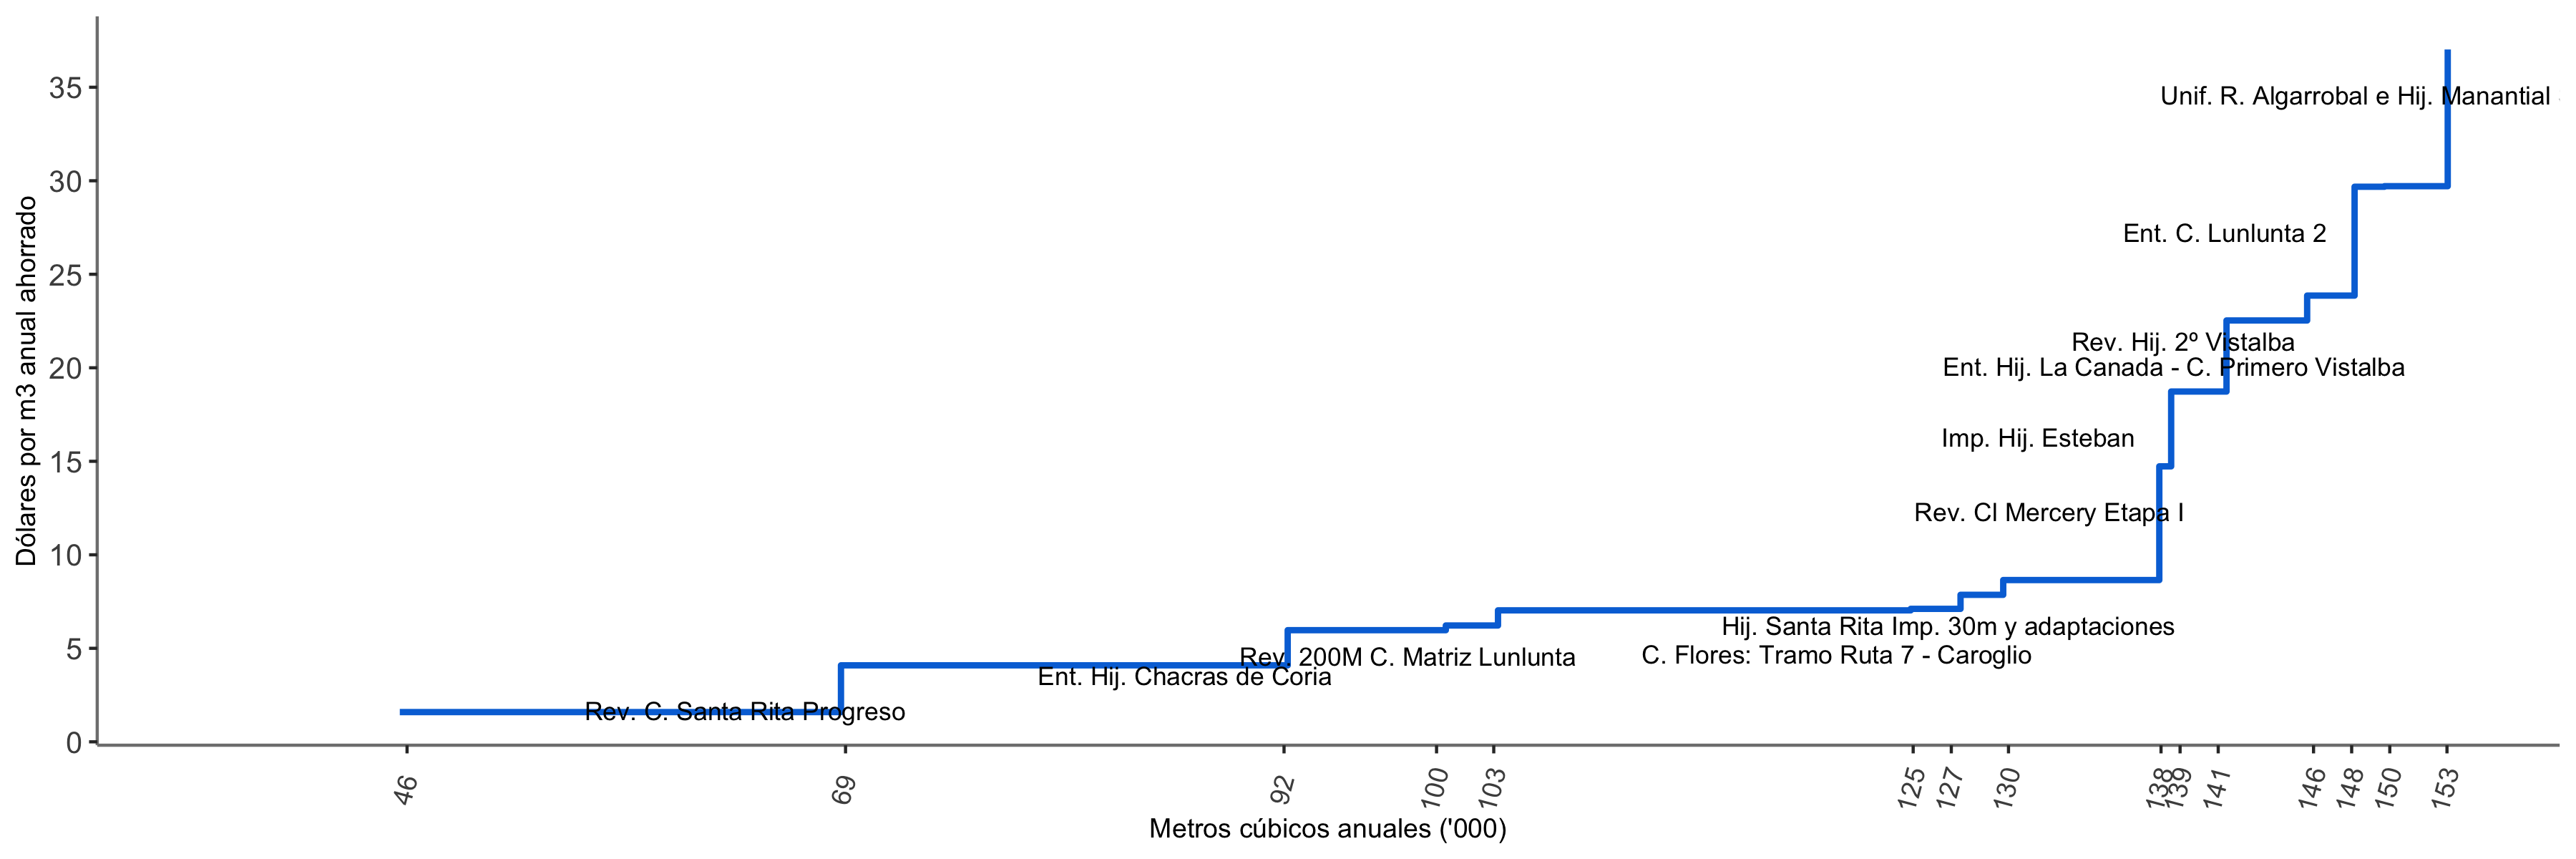 35
30
25
20
15
10
5
0
Dólares por m3 anual ahorrado
Unif. R. Algarrobal e Hij. Manantial
Ent. C. Lunlunta 2
Rev. Hij. 2º Vistalba
Ent. Hij. La Canada - C. Primero Vistalba
Imp. Hij. Esteban
Rev. CI Mercery Etapa I
Hij. Santa Rita Imp. 30m y adaptaciones
C. Flores: Tramo Ruta 7 - Caroglio
Rev. 200M C. Matriz Lunlunta
Ent. Hij. Chacras de Coria
Rev. C. Santa Rita Progreso
46 69 92 100 103 125 127 130 138 139 141 146 148 150 153
Metros cúbicos anuales ('000)